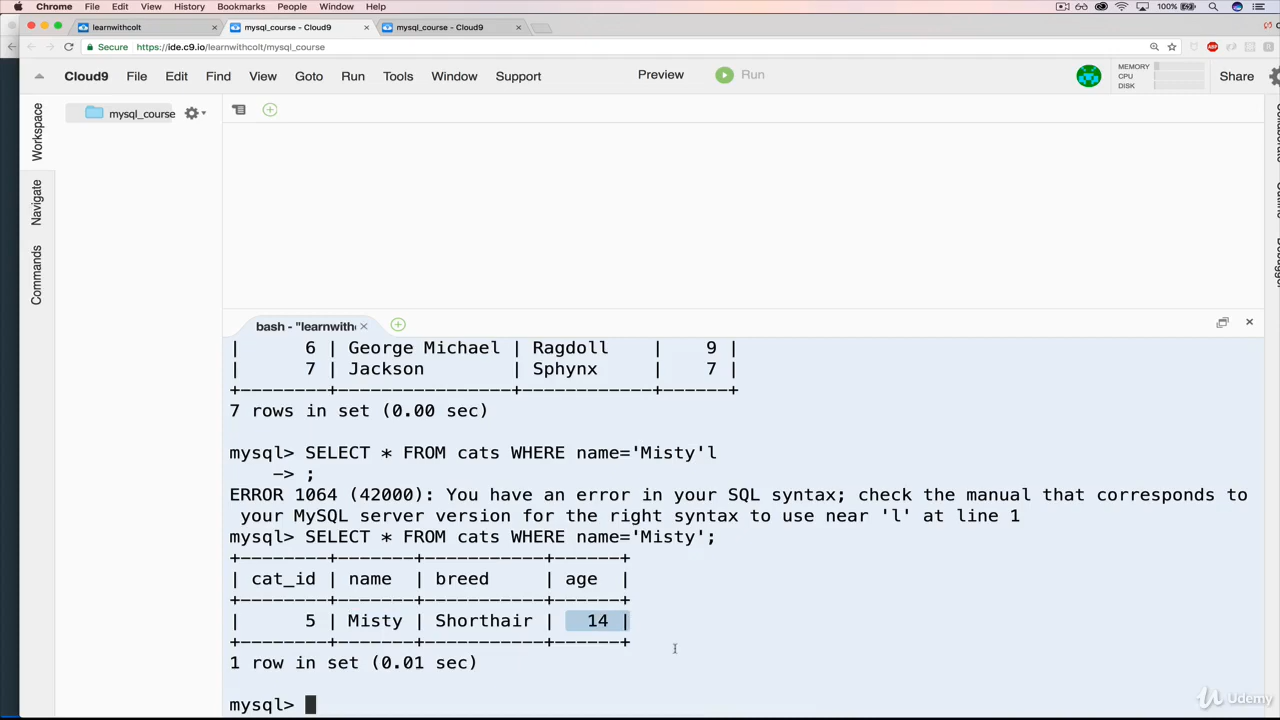 Chrome File Edit View History Bookmarks People Window Help 100%
learnwithcolt × mysql_course - Cloud9 × mysql_course - Cloud9 ×
Secure https://ide.c9.io/learnwithcolt/mysql_course
Cloud9 File Edit Find View Goto Run Tools Window Support Preview Run MEMORY CPU DISK Share
Workspace
Navigate
Commands
mysql_course
bash - "learnwith ×
| 6 | George Michael | Ragdoll | 9 |
| 7 | Jackson | Sphynx | 7 |
+--------+----------------+------------+------+
7 rows in set (0.00 sec)
mysql> SELECT * FROM cats WHERE name='Misty'l
-> ;
ERROR 1064 (42000): You have an error in your SQL syntax; check the manual that corresponds to
your MySQL server version for the right syntax to use near 'l' at line 1
mysql> SELECT * FROM cats WHERE name='Misty';
+--------+-------+-----------+------+
| cat_id | name | breed | age |
+--------+-------+-----------+------+
| 5 | Misty | Shorthair | 14 |
+--------+-------+-----------+------+
1 row in set (0.01 sec)
mysql>
Udemy